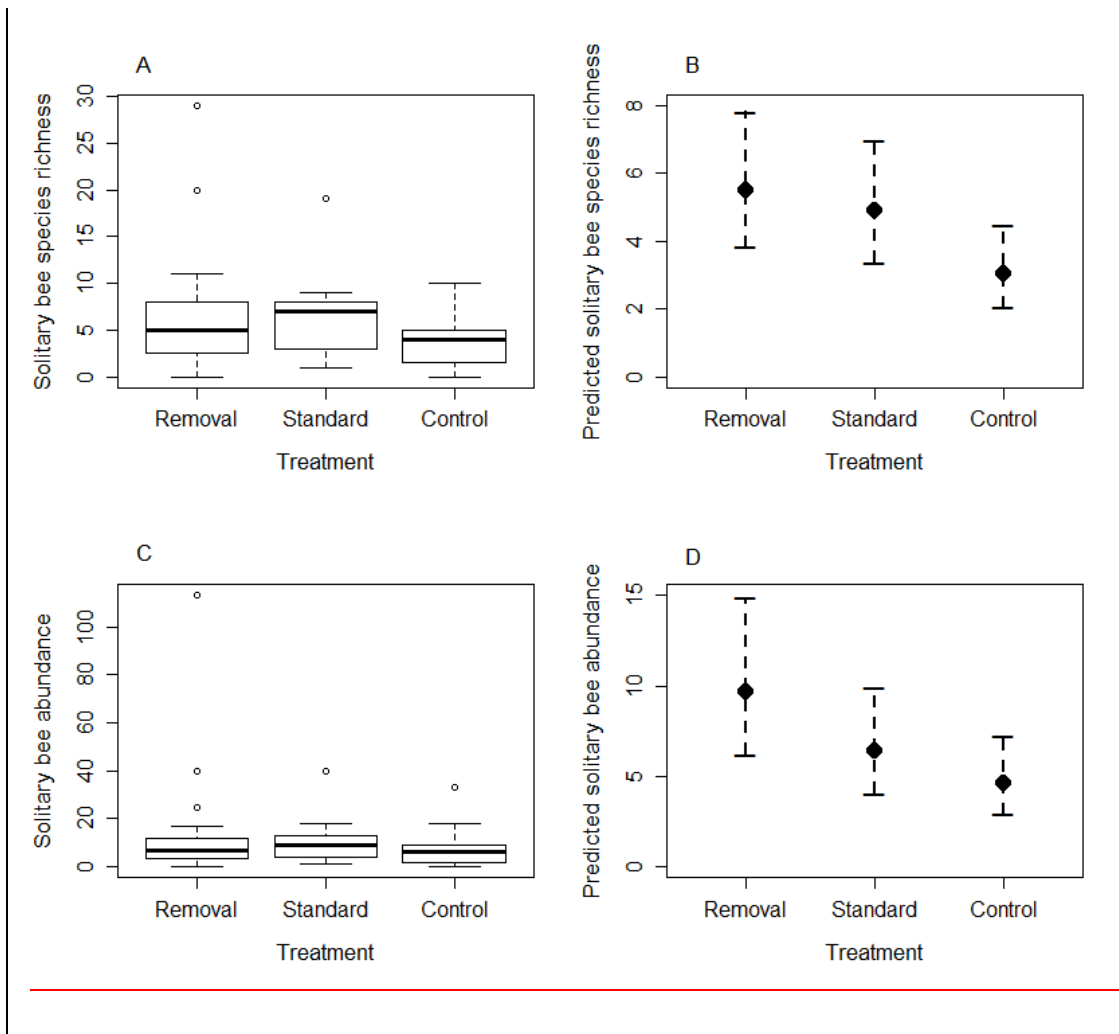 A
Solitary bee species richness
30
25
20
15
10
5
0
Removal Standard Control
Treatment
B
Predicted solitary bee species richness
8
6
4
2
0
Removal Standard Control
Treatment
C
Solitary bee abundance
100
80
60
40
20
0
Removal Standard Control
Treatment
D
Predicted solitary bee abundance
15
10
5
0
Removal Standard Control
Treatment